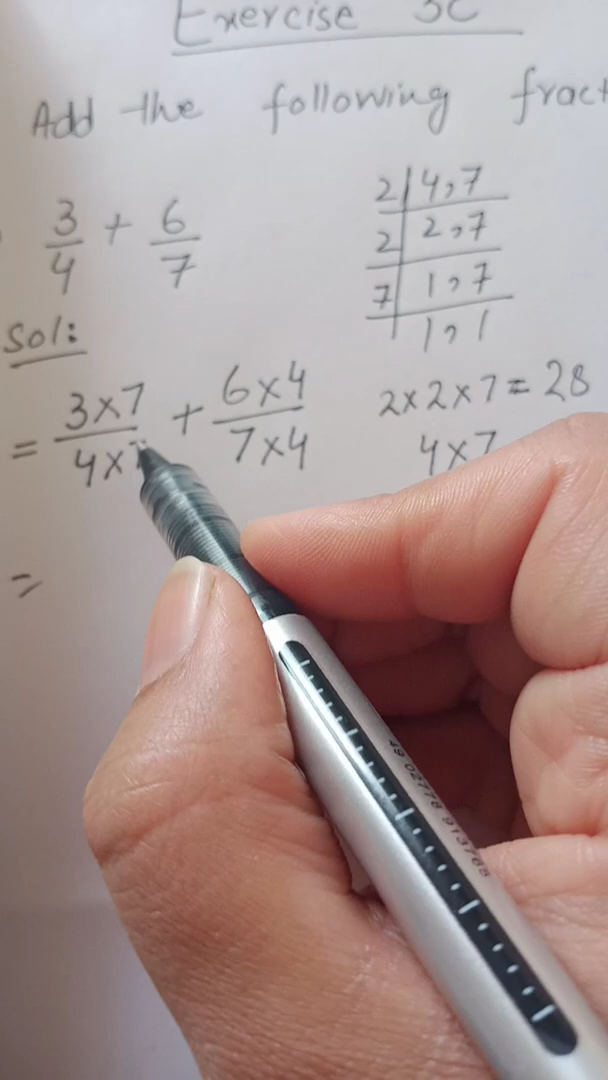 Exercise 3C
Add the following fract
3/4 + 6/7
2 | 4, 7
2 | 2, 7
7 | 1, 7
1, 1
Sol:
= 3×7/4×7 + 6×4/7×4
2×2×7 = 28
4×7
=